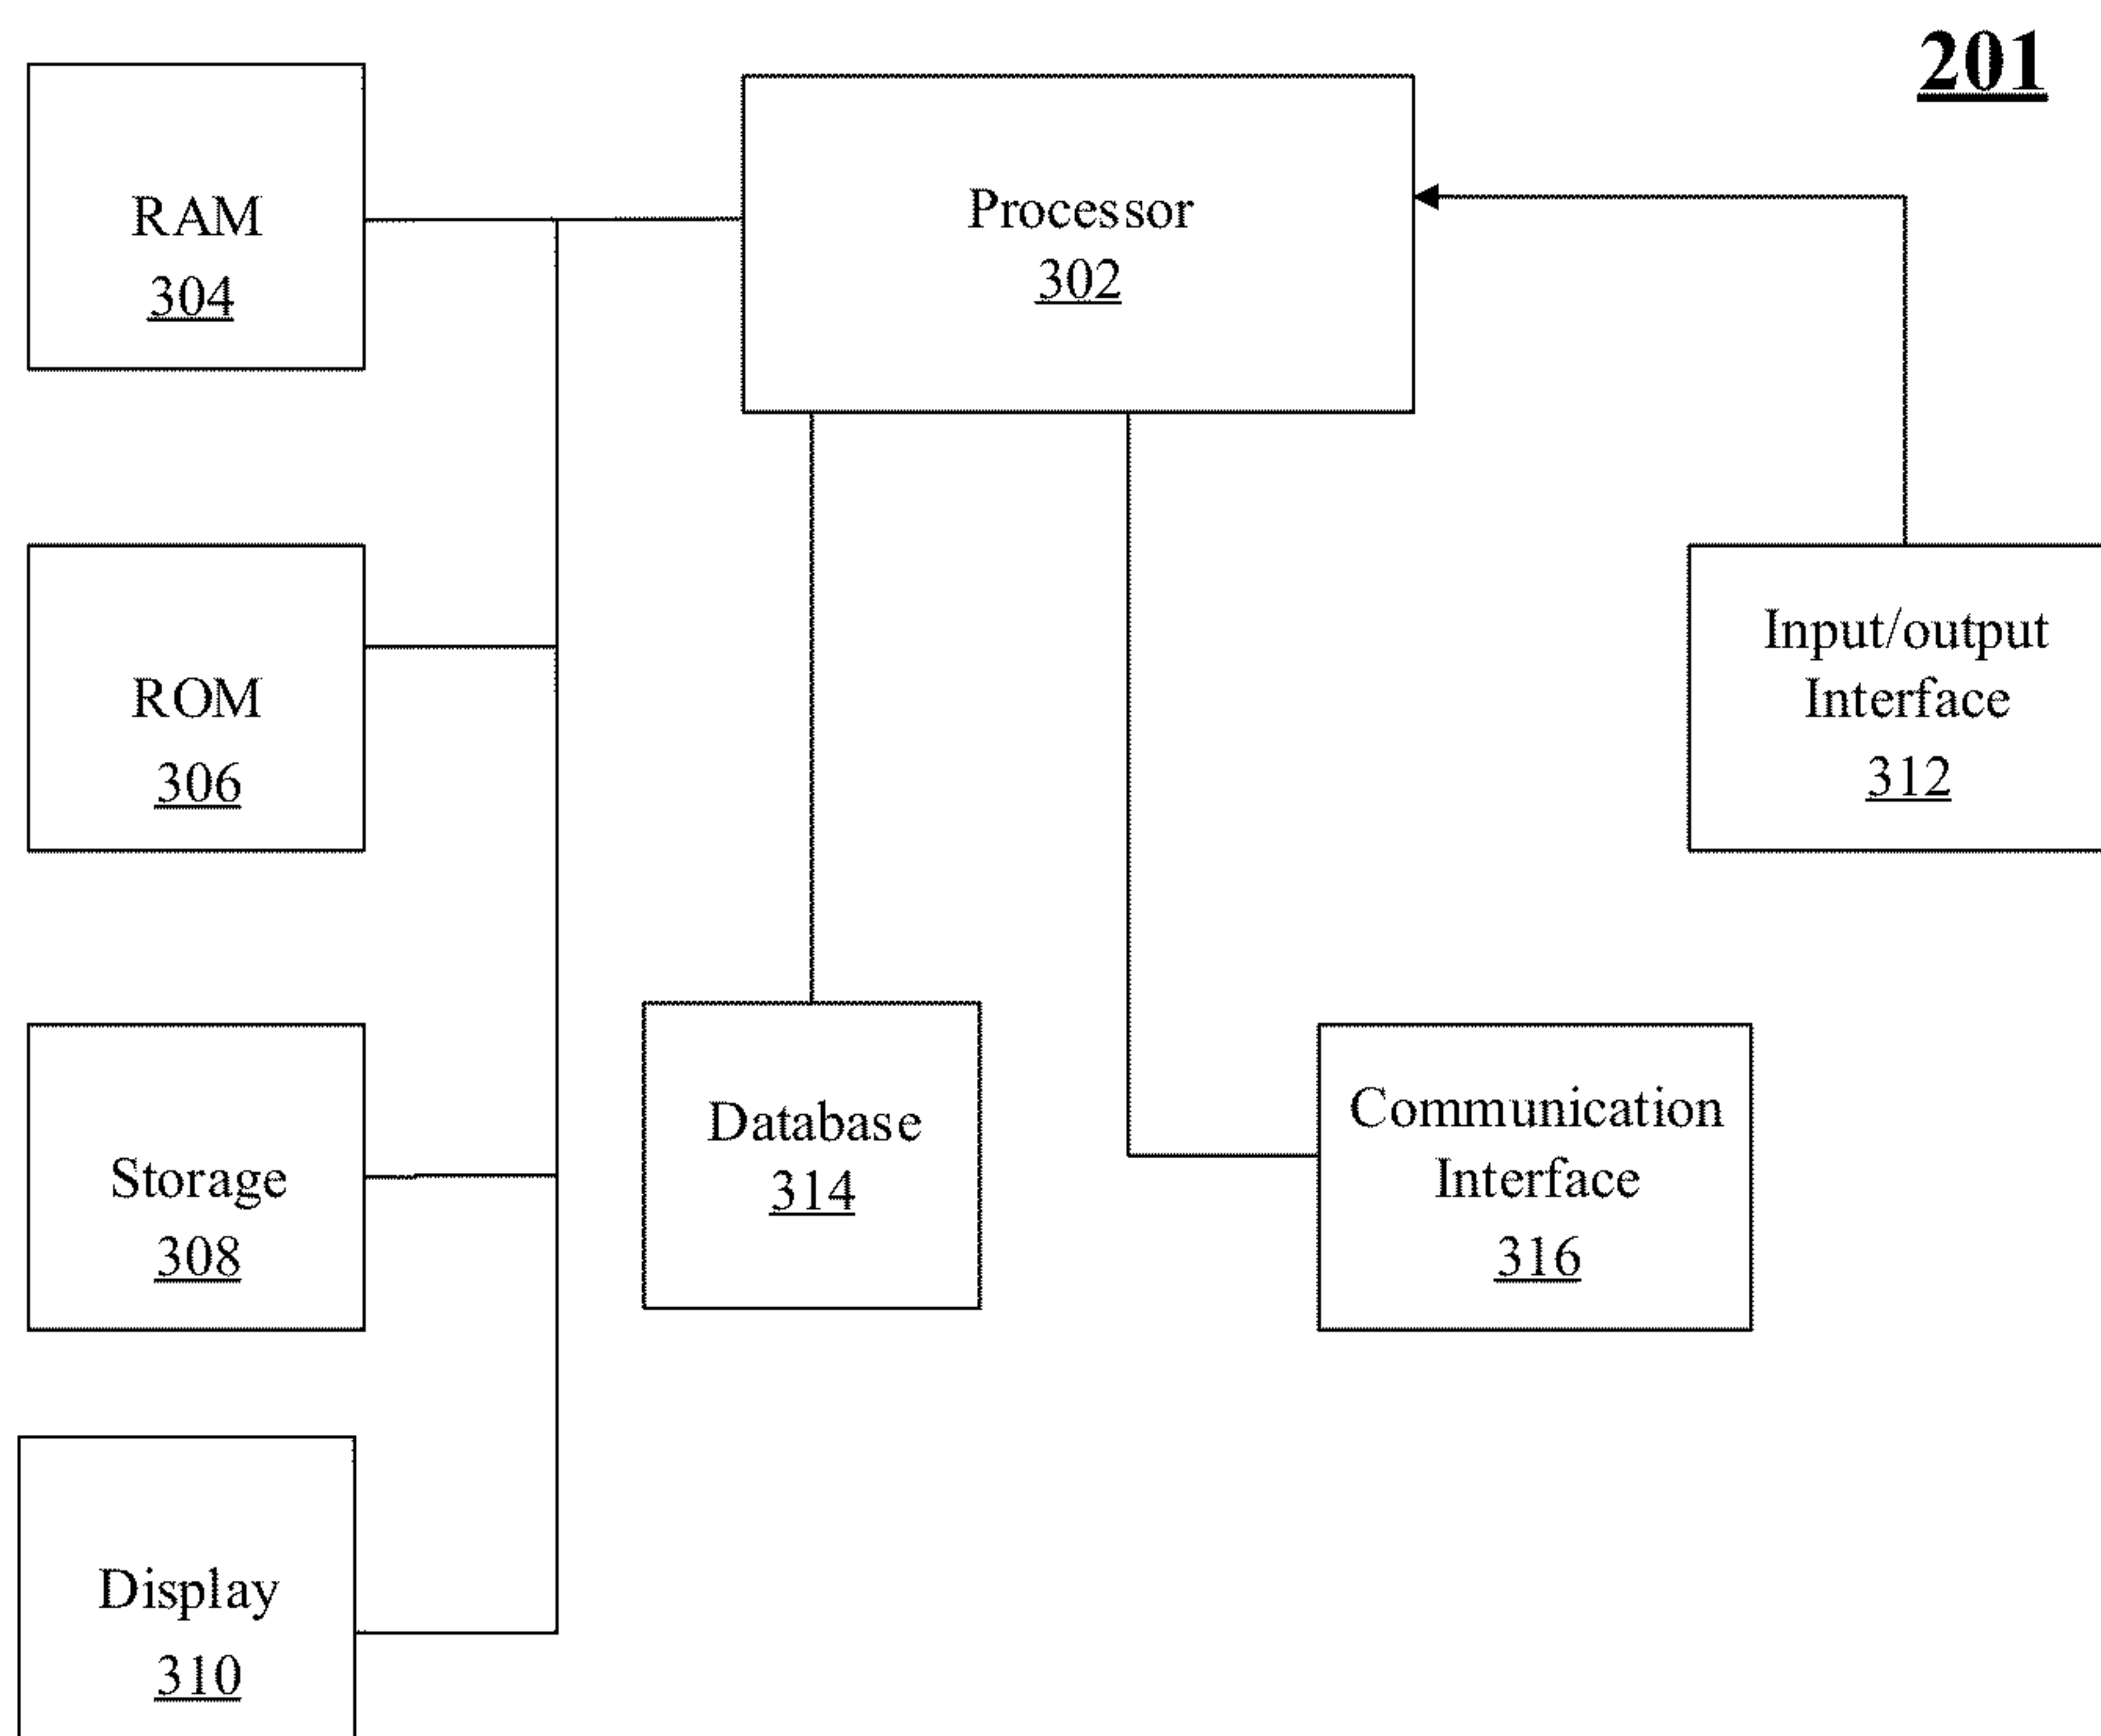 201
RAM
304
Processor
302
ROM
306
Input/output
Interface
312
Storage
308
Database
314
Communication
Interface
316
Display
310